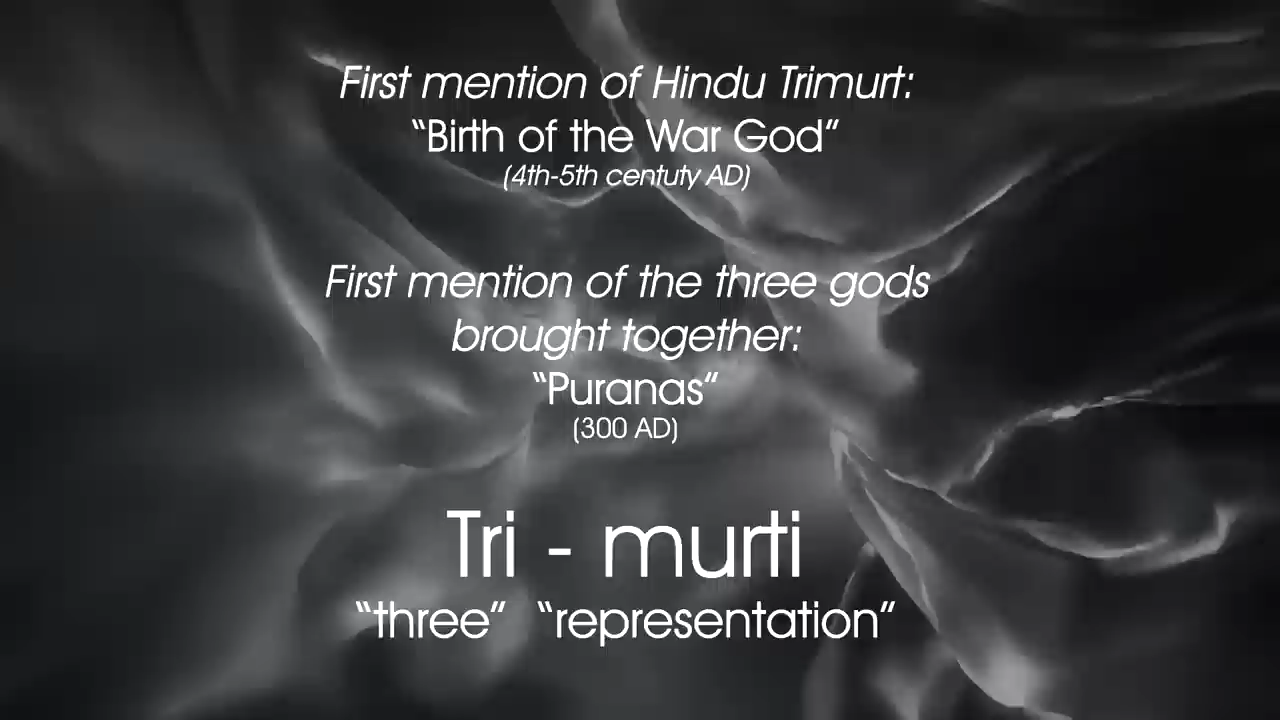 First mention of Hindu Trimurt:
“Birth of the War God”
(4th-5th centuty AD)
First mention of the three gods
brought together:
“Puranas“
(300 AD)
Tri - murti
“three” “representation”